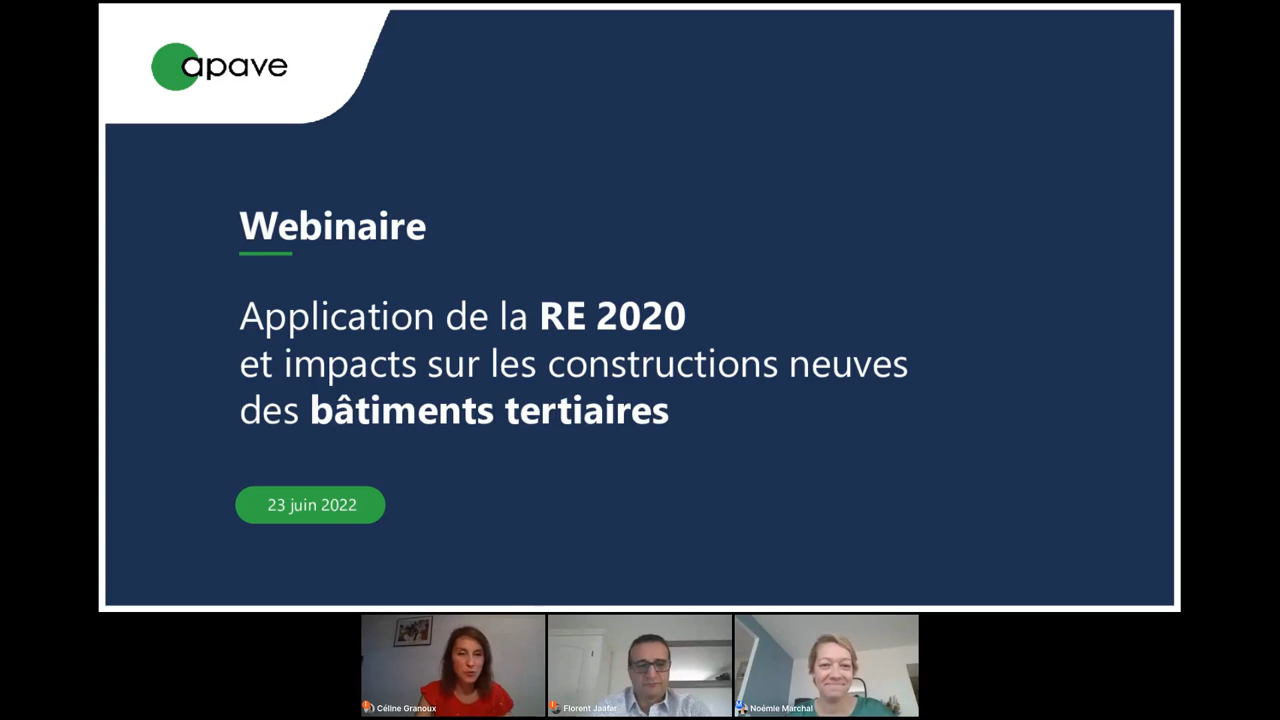 apave
Webinaire
Application de la RE 2020
et impacts sur les constructions neuves
des bâtiments tertiaires
23 juin 2022
Céline Granoux
Florent Jaafar
Noémie Marchal